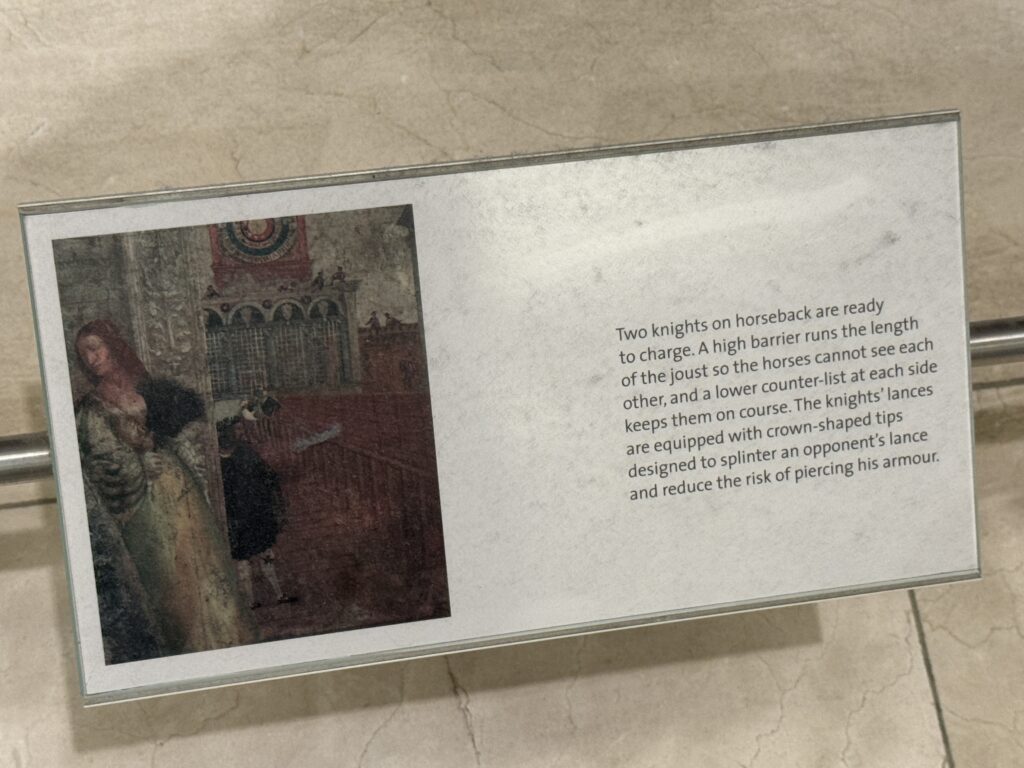 Two knights on horseback are ready
to charge. A high barrier runs the length
of the joust so the horses cannot see each
other, and a lower counter-list at each side
keeps them on course. The knights’ lances
are equipped with crown-shaped tips
designed to splinter an opponent’s lance
and reduce the risk of piercing his armour.